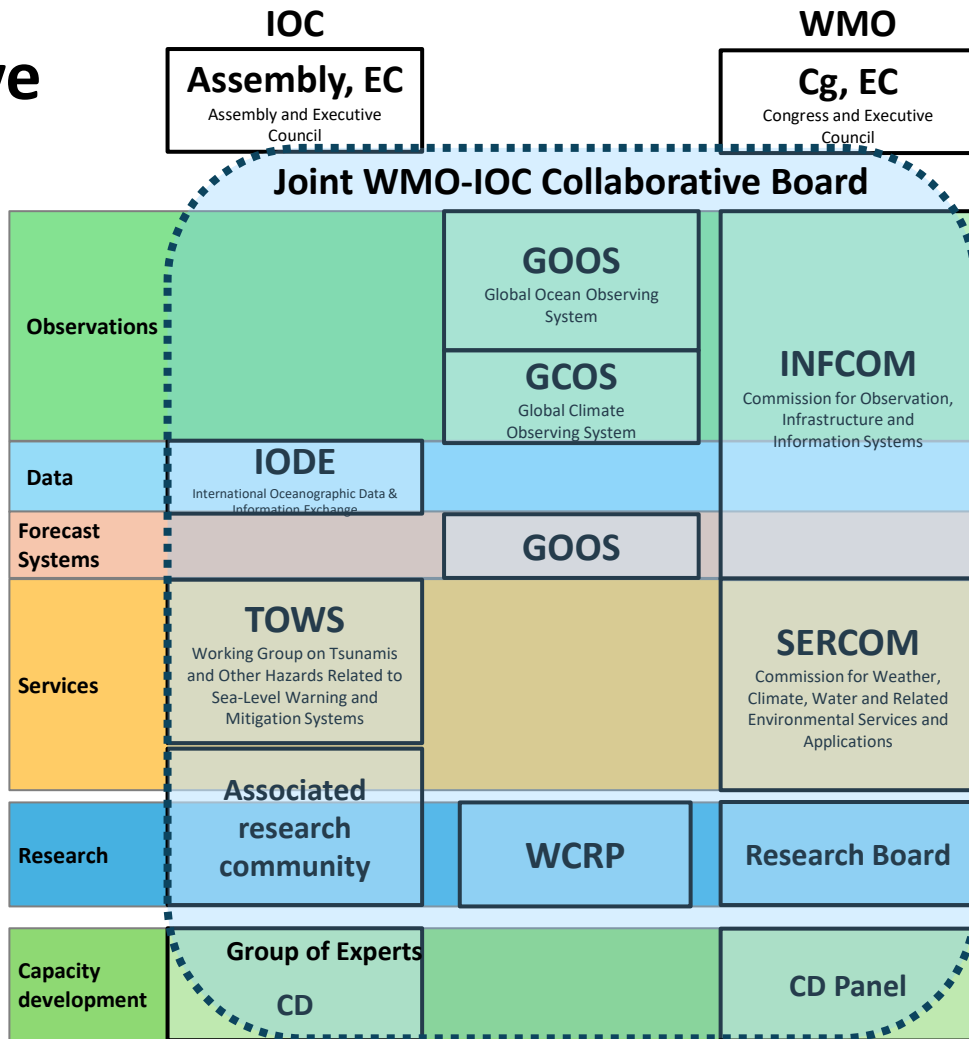 IOC
WMO
ve
Assembly, EC
Assembly and Executive
Council
Cg, EC
Congress and Executive
Council
Joint WMO-IOC Collaborative Board
Observations
GOOS
Global Ocean Observing
System
GCOS
Global Climate
Observing System
INFCOM
Commission for Observation,
Infrastructure and
Information Systems
Data
IODE
International Oceanographic Data &
Information Exchange
Forecast
Systems
GOOS
Services
TOWS
Working Group on Tsunamis
and Other Hazards Related to
Sea-Level Warning and
Mitigation Systems
SERCOM
Commission for Weather,
Climate, Water and Related
Environmental Services and
Applications
Research
Associated
research
community
WCRP
Research Board
Capacity
development
Group of Experts
CD
CD Panel